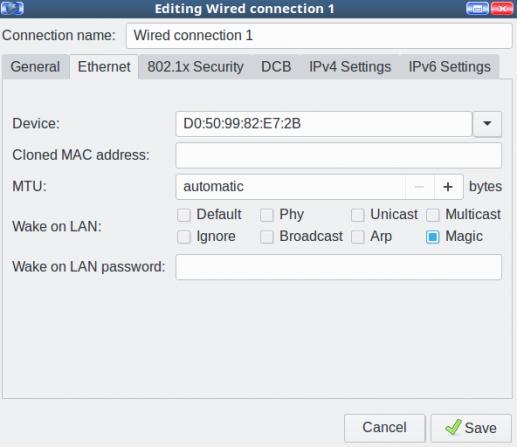 Editing Wired connection 1
Connection name: Wired connection 1
General Ethernet 802.1x Security DCB IPv4 Settings IPv6 Settings
Device: D0:50:99:82:E7:2B
Cloned MAC address:
MTU: automatic − + bytes
Default Phy Unicast Multicast
Wake on LAN:
Ignore Broadcast Arp Magic
Wake on LAN password:
Cancel Save